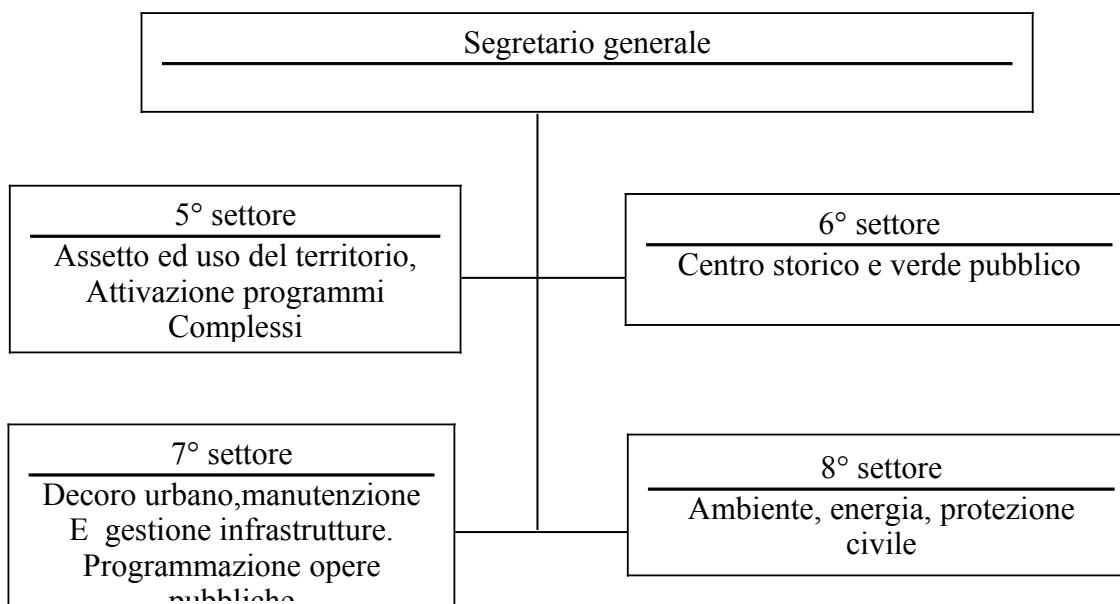 Segretario generale
5° settore
Assetto ed uso del territorio,
Attivazione programmi
Complessi
6° settore
Centro storico e verde pubblico
7° settore
Decoro urbano,manutenzione
E  gestione infrastrutture.
Programmazione opere
pubbliche
8° settore
Ambiente, energia, protezione
civile